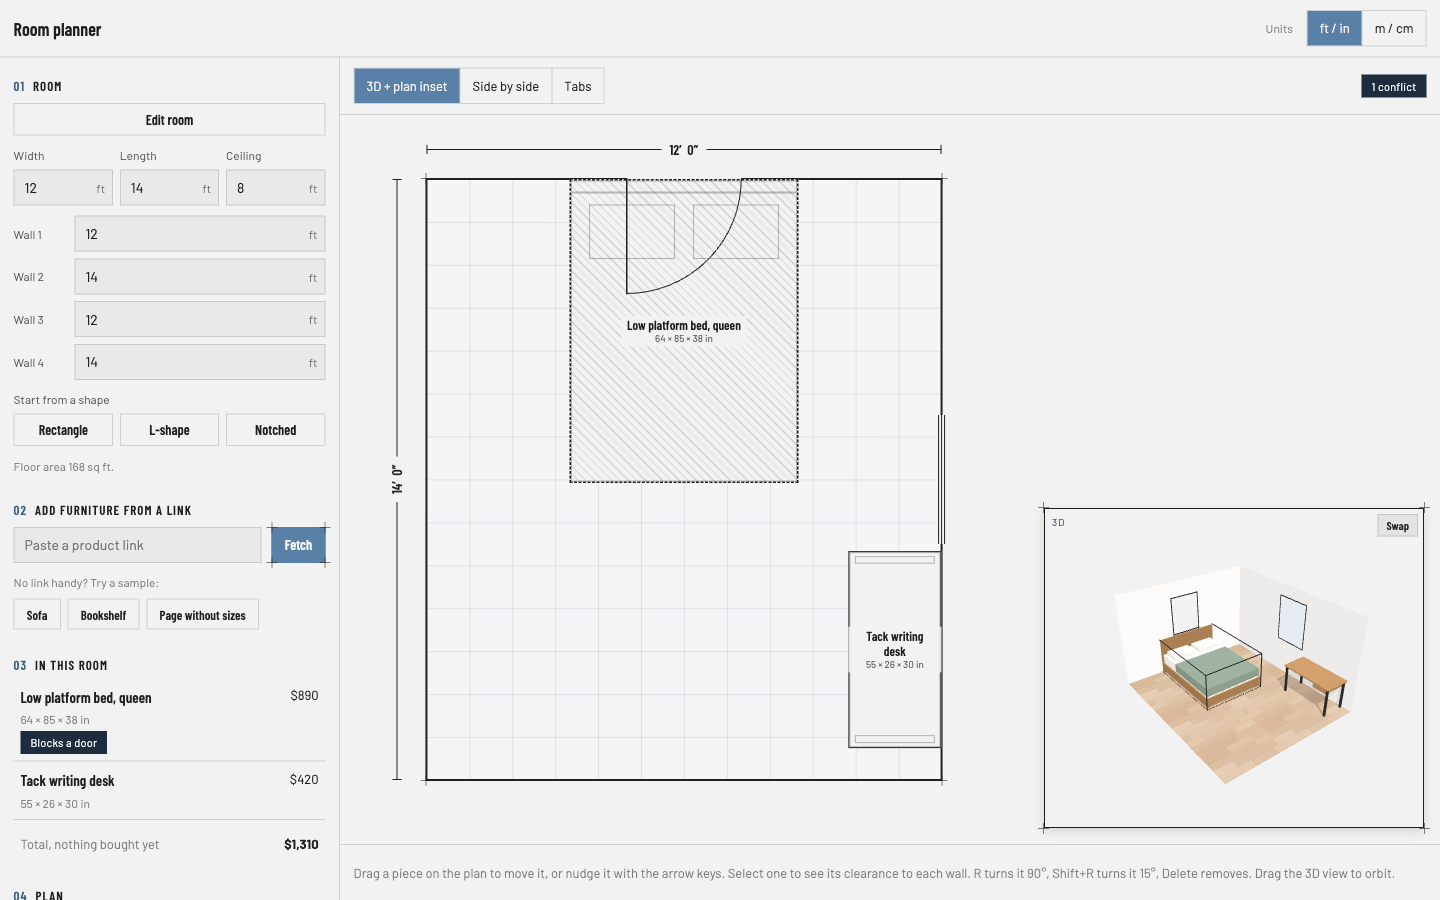 Room planner
Units
ft / in
m / cm
01 ROOM
Edit room
Width
Length
Ceiling
12 ft
14 ft
8 ft
Wall 1
12 ft
Wall 2
14 ft
Wall 3
12 ft
Wall 4
14 ft
Start from a shape
Rectangle
L-shape
Notched
Floor area 168 sq ft.
02 ADD FURNITURE FROM A LINK
Paste a product link
Fetch
No link handy? Try a sample:
Sofa
Bookshelf
Page without sizes
03 IN THIS ROOM
Low platform bed, queen
$890
64 × 85 × 38 in
Blocks a door
Tack writing desk
$420
55 × 26 × 30 in
Total, nothing bought yet
$1,310
04 PLAN
3D + plan inset
Side by side
Tabs
1 conflict
12′ 0″
14′ 0″
Low platform bed, queen
64 × 85 × 38 in
Tack writing
desk
55 × 26 × 30 in
3D
Swap
Drag a piece on the plan to move it, or nudge it with the arrow keys. Select one to see its clearance to each wall. R turns it 90°, Shift+R turns it 15°, Delete removes. Drag the 3D view to orbit.